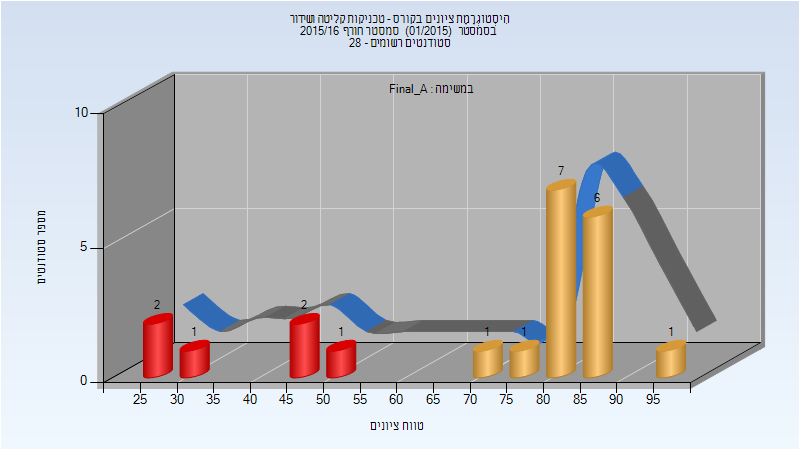 היסטוגרמת ציונים בקורס - טכניקות קליטה ושידור
בסמסטר (01/2015) סמסטר חורף 2015/16
סטודנטים רשומים - 28
במשימה : Final_A
10
5
0
מספר סטודנטים
2
1
2
1
1
1
7
6
1
25 30 35 40 45 50 55 60 65 70 75 80 85 90 95
טווח ציונים